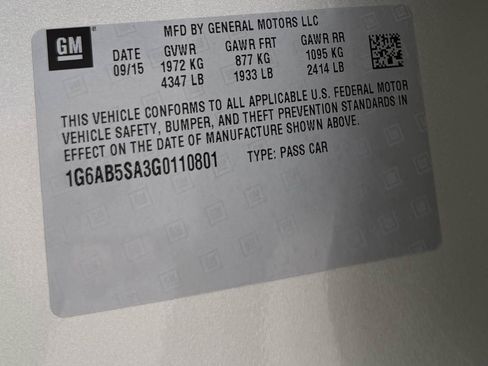 GM
MFD BY GENERAL MOTORS LLC
DATE GVWR GAWR FRT GAWR RR
09/15 1972 KG 877 KG 1095 KG
4347 LB 1933 LB 2414 LB
THIS VEHICLE CONFORMS TO ALL APPLICABLE U.S. FEDERAL MOTOR
VEHICLE SAFETY, BUMPER, AND THEFT PREVENTION STANDARDS IN
EFFECT ON THE DATE OF MANUFACTURE SHOWN ABOVE.
1G6AB5SA3G0110801 TYPE: PASS CAR